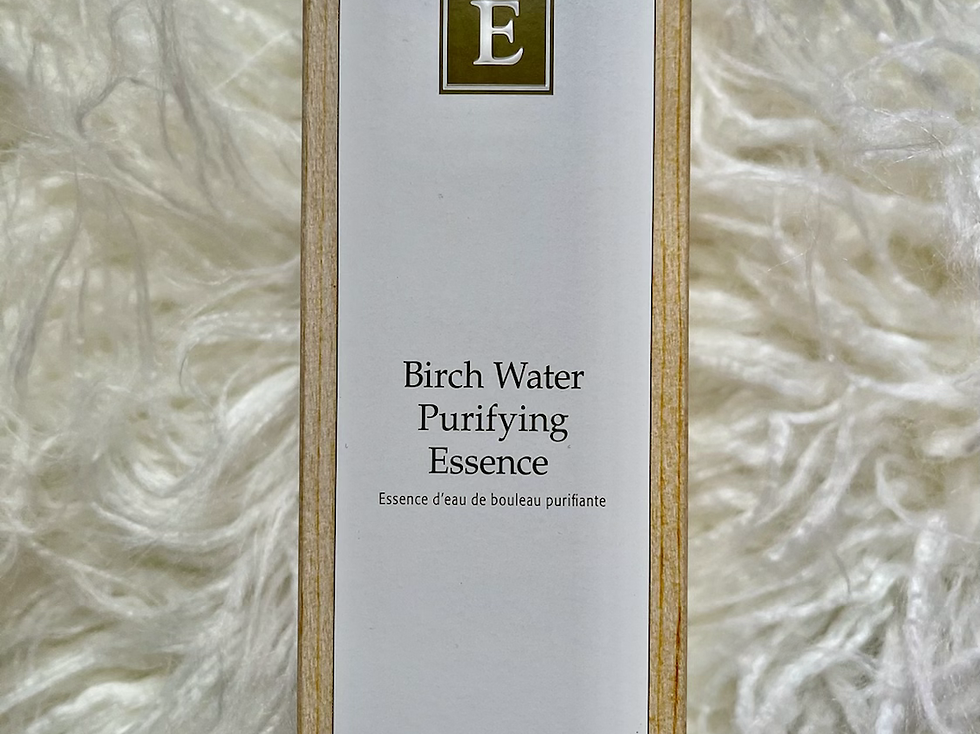 E
Birch Water
Purifying
Essence
Essence d'eau de bouleau purifiante